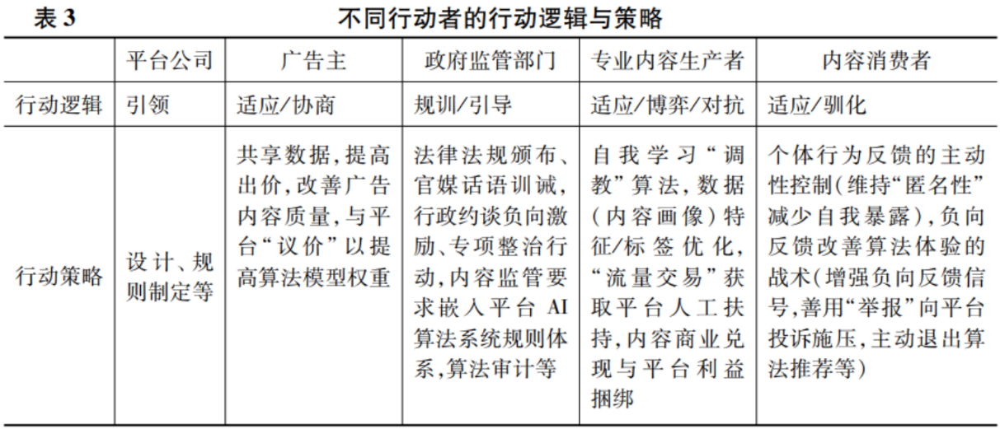 表3 不同行动者的行动逻辑与策略
平台公司 广告主 政府监管部门 专业内容生产者 内容消费者
行动逻辑 引领 适应/协商 规训/引导 适应/博弈/对抗 适应/驯化
行动策略
设计、规
则制定等
共享数据,提高
出价,改善广告
内容质量,与平
台“议价”以提
高算法模型权重
法律法规颁布、
官媒话语训诫,
行政约谈负向激
励、专项整治行
动,内容监管要
求嵌入平台 AI
算法系统规则体
系,算法审计等
自我学习“调
教”算法,数据
(内容画像)特
征/标签优化,
“流量交易”获
取平台人工扶
持,内容商业兑
现与平台利益
捆绑
个体行为反馈的主动
性控制(维持“匿名性”
减少自我暴露),负向
反馈改善算法体验的
战术(增强负向反馈信
号,善用“举报”向平台
投诉施压,主动退出算
法推荐等)